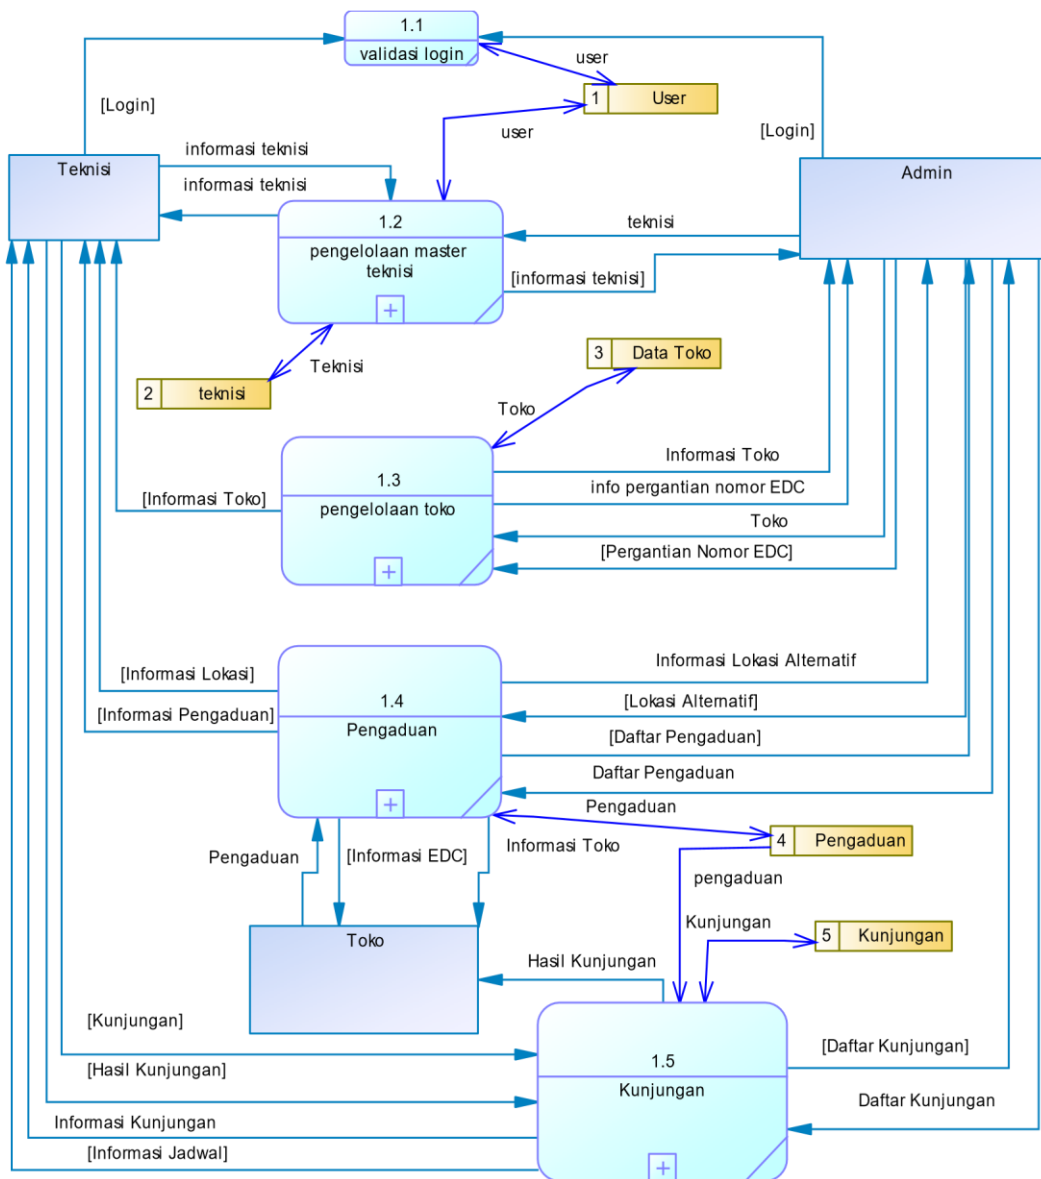 1.1
validasi login
user
1 User
[Login]
user
[Login]
Teknisi
informasi teknisi
informasi teknisi
Admin
1.2
pengelolaan master
teknisi
teknisi
[informasi teknisi]
Teknisi
2 teknisi
3 Data Toko
Toko
1.3
pengelolaan toko
[Informasi Toko]
Informasi Toko
info pergantian nomor EDC
Toko
[Pergantian Nomor EDC]
[Informasi Lokasi]
[Informasi Pengaduan]
1.4
Pengaduan
Informasi Lokasi Alternatif
[Lokasi Alternatif]
[Daftar Pengaduan]
Daftar Pengaduan
Pengaduan
Pengaduan
[Informasi EDC]
Informasi Toko
4 Pengaduan
pengaduan
Toko
Kunjungan
5 Kunjungan
Hasil Kunjungan
[Kunjungan]
[Hasil Kunjungan]
1.5
Kunjungan
[Daftar Kunjungan]
Daftar Kunjungan
Informasi Kunjungan
[Informasi Jadwal]